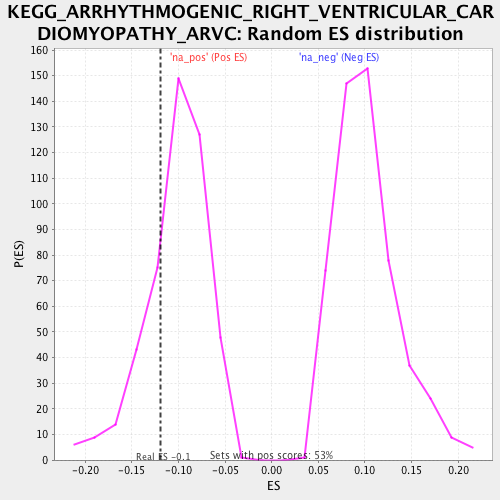 KEGG_ARRHYTHMOGENIC_RIGHT_VENTRICULAR_CAR
DIOMYOPATHY_ARVC: Random ES distribution
'na_pos' (Pos ES) 'na_neg' (Neg ES)
160
150
140
130
120
110
100
90
80
70
60
50
40
30
20
10
0
P(ES)
Real ES -0.1 Sets with pos scores: 53%
-0.20 -0.15 -0.10 -0.05 0.00 0.05 0.10 0.15 0.20
ES